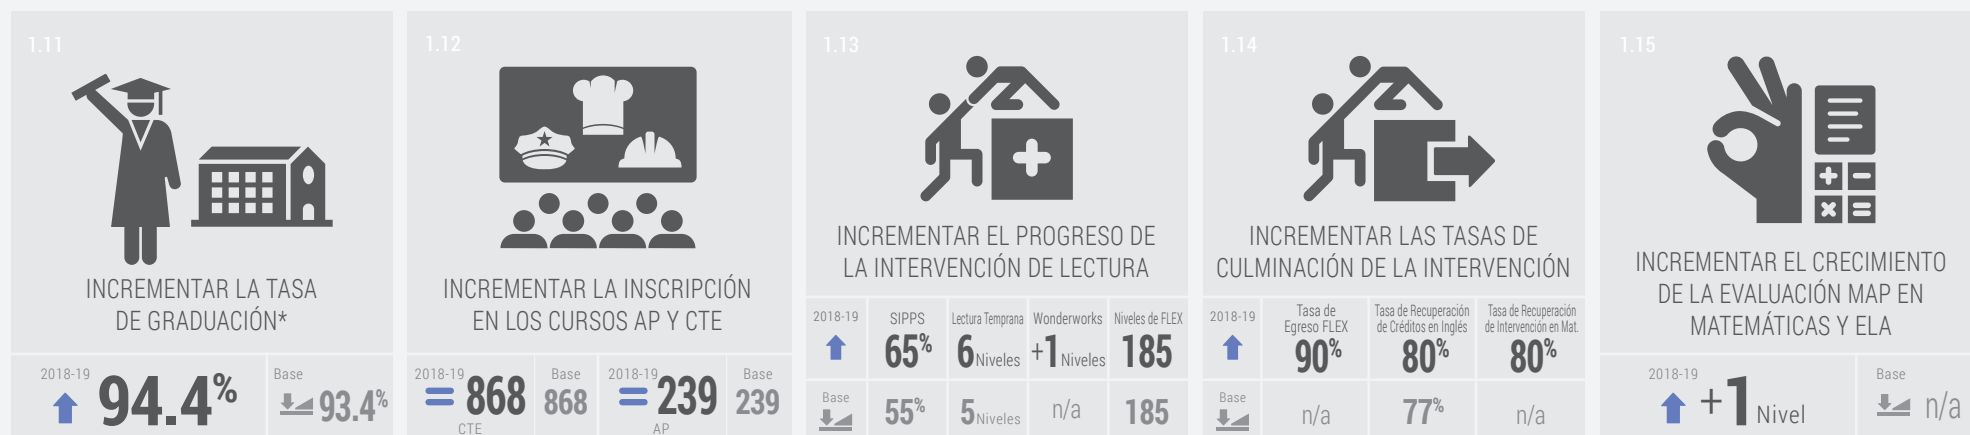 1.11
INCREMENTAR LA TASA
DE GRADUACIÓN*
2018-19
94.4%
Base
93.4%
1.12
INCREMENTAR LA INSCRIPCIÓN
EN LOS CURSOS AP Y CTE
2018-19
868
CTE
Base
868
2018-19
239
AP
Base
239
1.13
INCREMENTAR EL PROGRESO DE
LA INTERVENCIÓN DE LECTURA
2018-19
SIPPS
65%
Lectura Temprana
6 Niveles
Wonderworks
+1 Niveles
Niveles de FLEX
185
Base
55%
5 Niveles
n/a
185
1.14
INCREMENTAR LAS TASAS DE
CULMINACIÓN DE LA INTERVENCIÓN
2018-19
Tasa de
Egreso FLEX
90%
Tasa de Recuperación
de Créditos en Inglés
80%
Tasa de Recuperación
de Intervención en Mat.
80%
Base
n/a
77%
n/a
1.15
INCREMENTAR EL CRECIMIENTO
DE LA EVALUACIÓN MAP EN
MATEMÁTICAS Y ELA
2018-19
+1 Nivel
Base
n/a